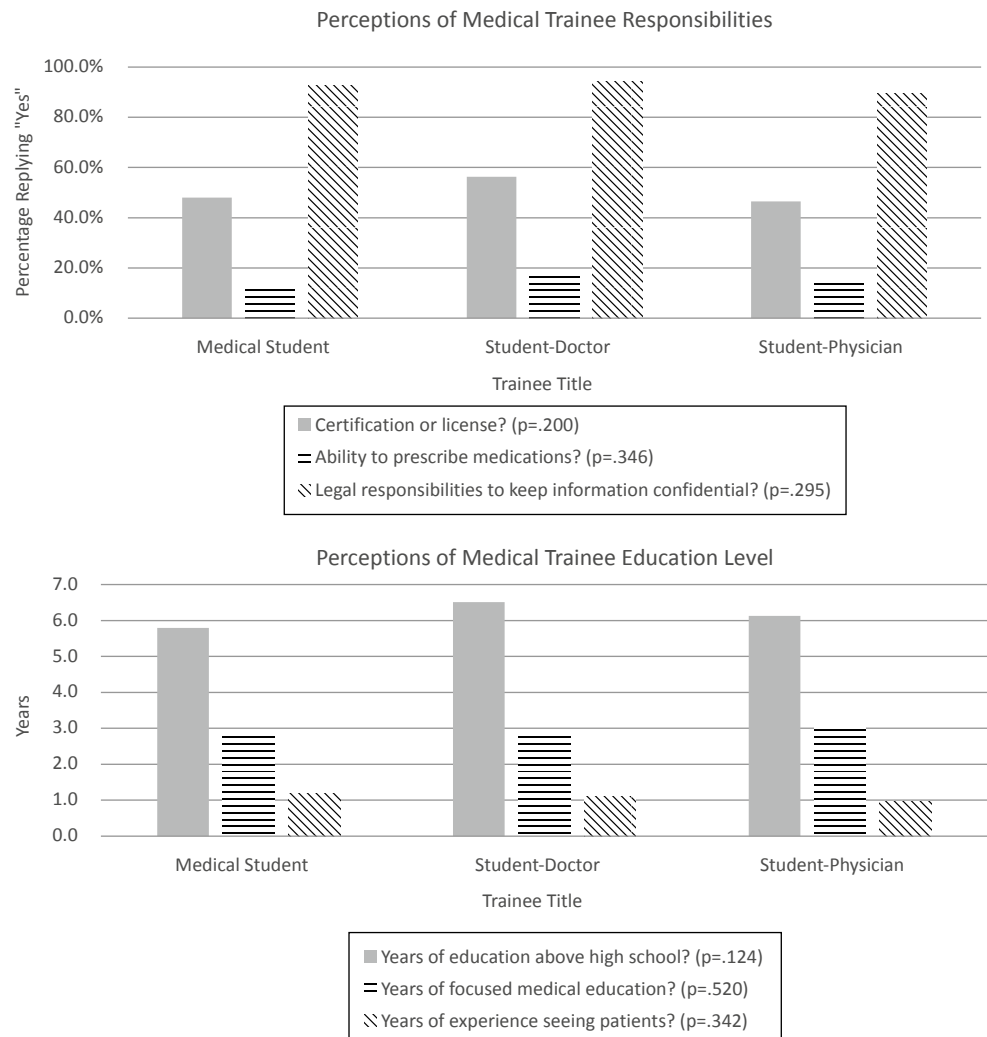 Perceptions of Medical Trainee Responsibilities
100.0%
80.0%
60.0%
40.0%
20.0%
0.0%
Percentage Replying "Yes"
Medical Student
Student-Doctor
Student-Physician
Trainee Title
Certification or license? (p=.200)
Ability to prescribe medications? (p=.346)
Legal responsibilities to keep information confidential? (p=.295)
Perceptions of Medical Trainee Education Level
7.0
6.0
5.0
4.0
3.0
2.0
1.0
0.0
Years
Medical Student
Student-Doctor
Student-Physician
Trainee Title
Years of education above high school? (p=.124)
Years of focused medical education? (p=.520)
Years of experience seeing patients? (p=.342)